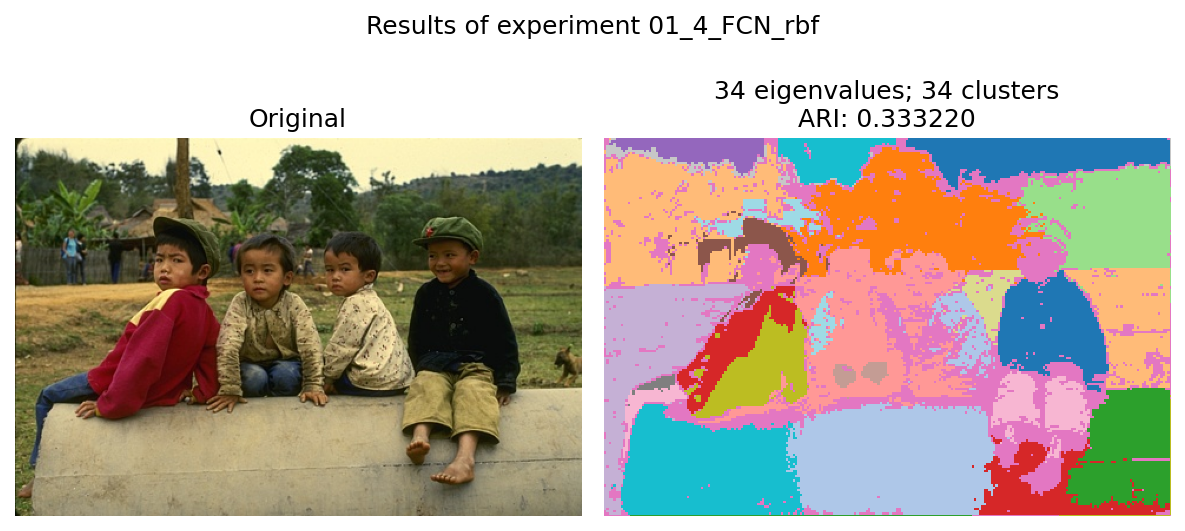 Results of experiment 01_4_FCN_rbf
Original
34 eigenvalues; 34 clusters
ARI: 0.333220